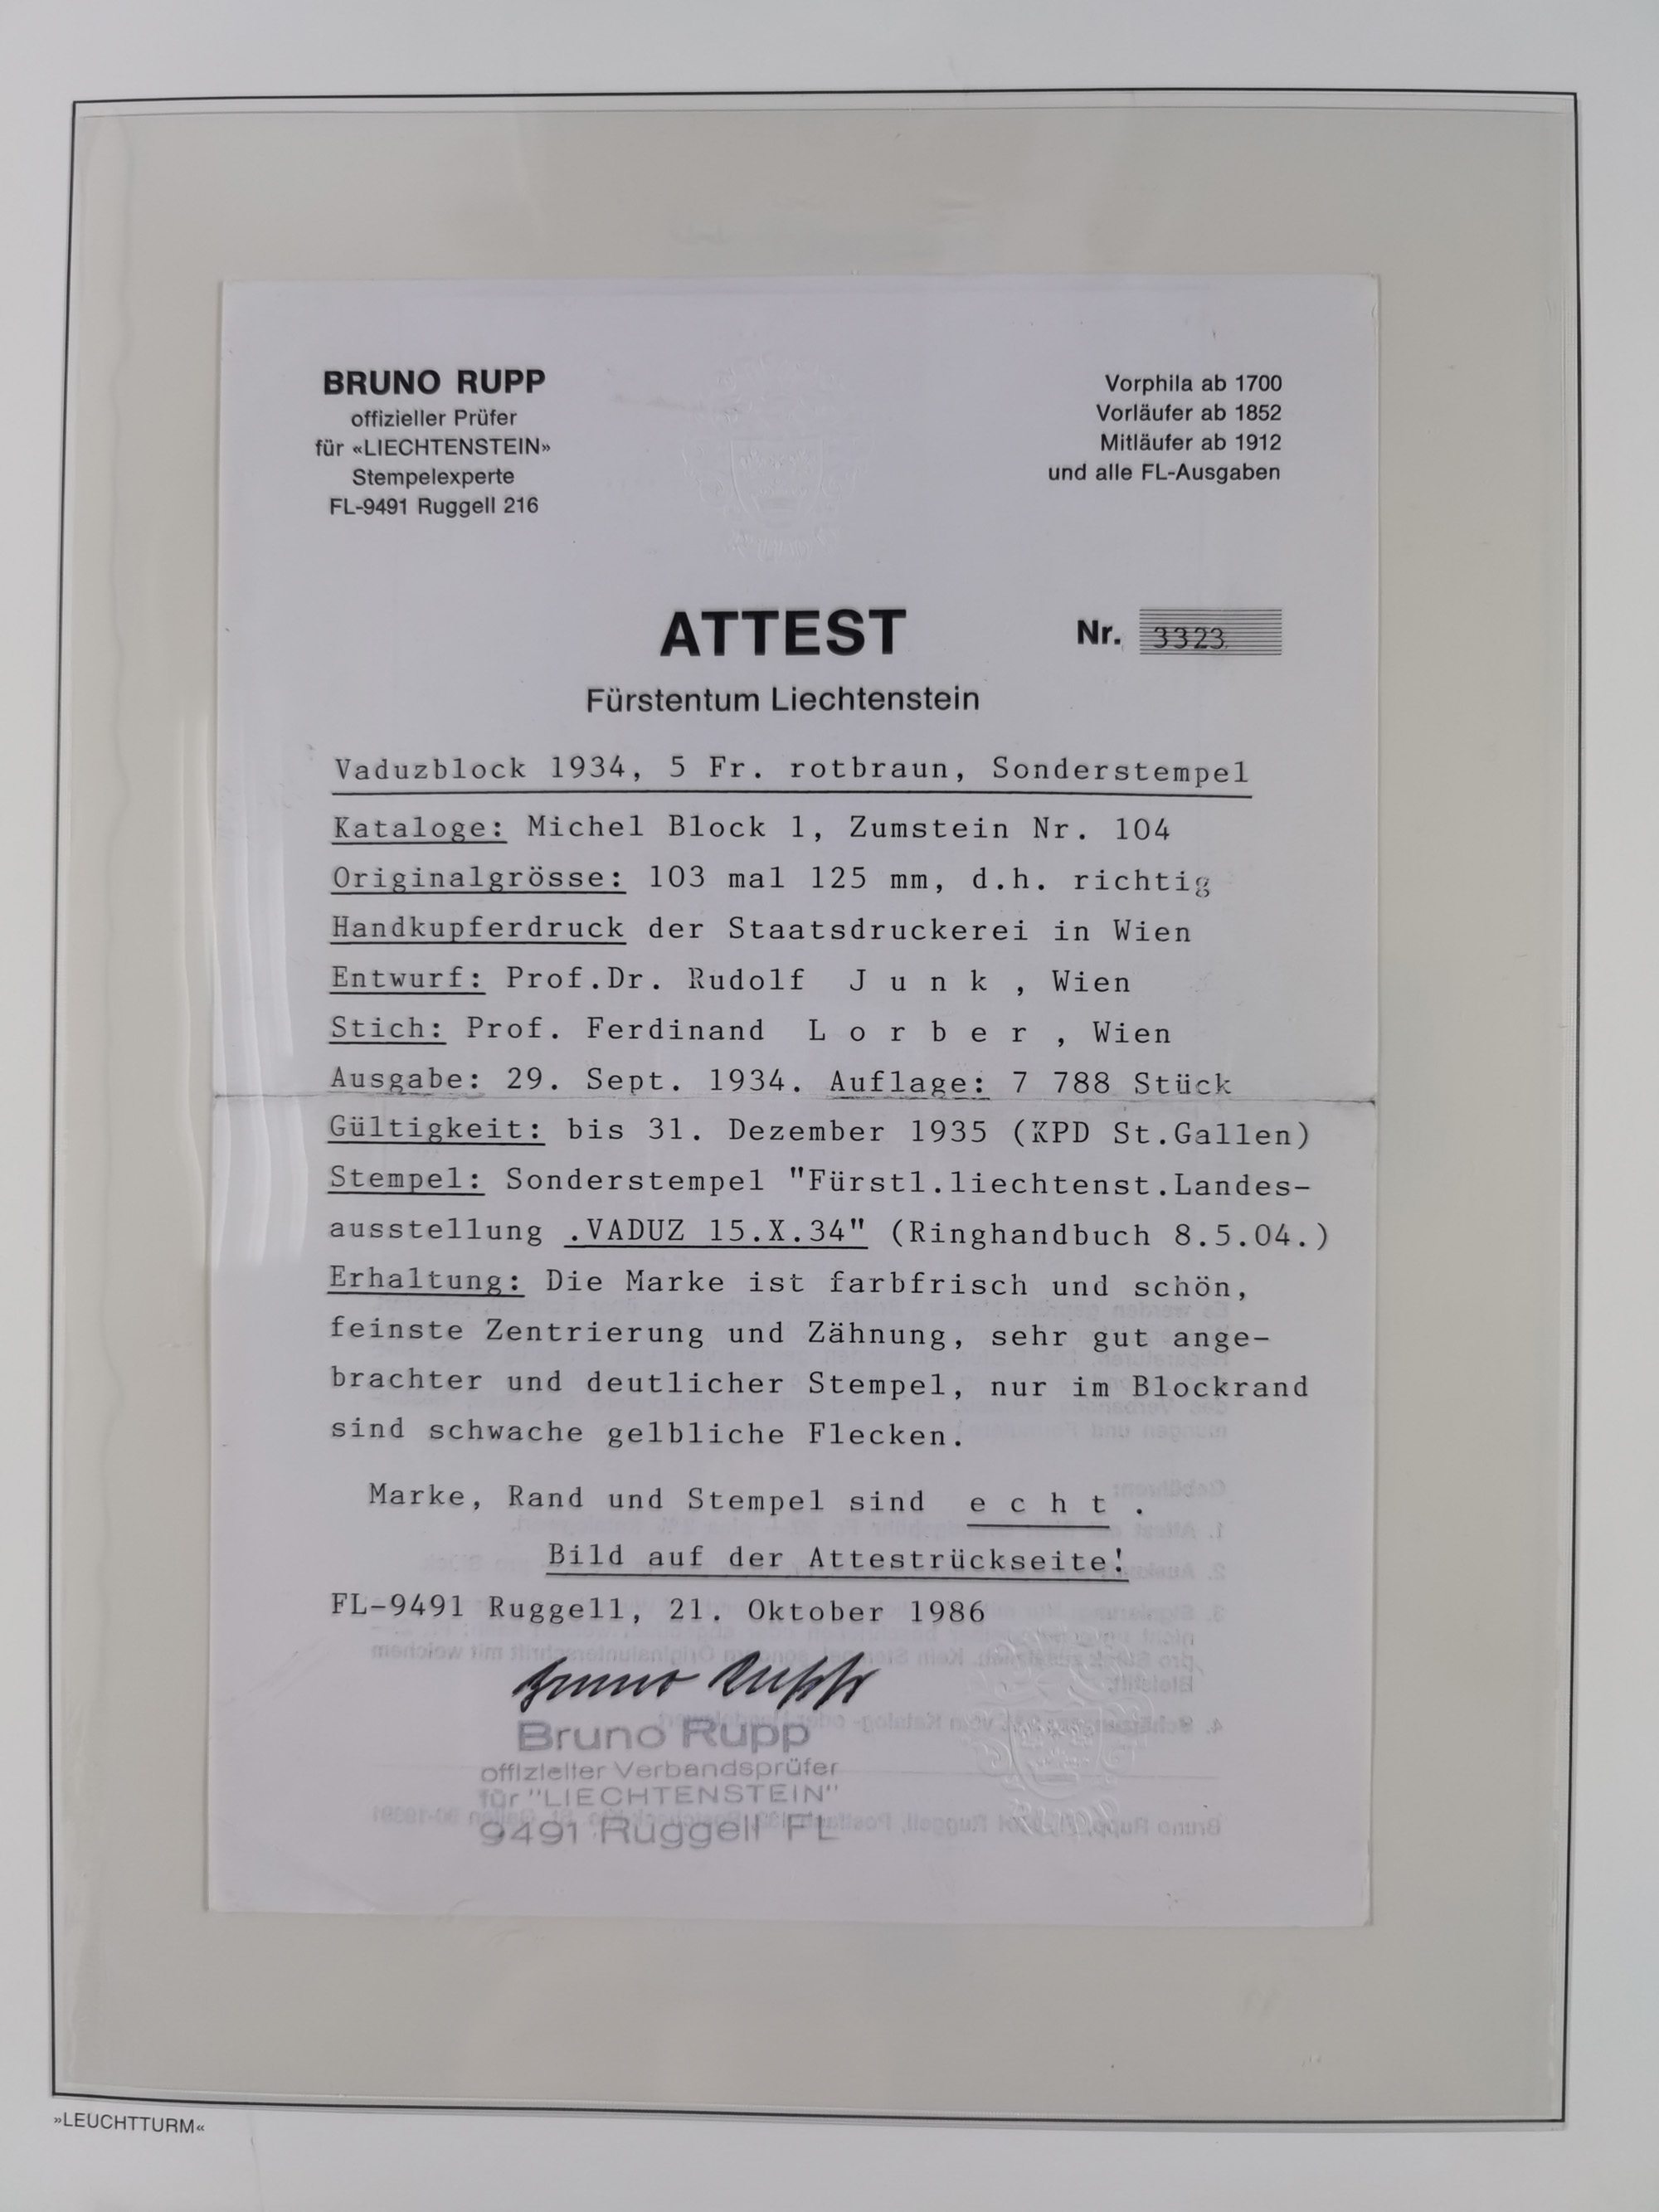 BRUNO RUPP
offizieller Prüfer
für «LIECHTENSTEIN»
Stempelexperte
FL-9491 Ruggell 216
Vorphila ab 1700
Vorläufer ab 1852
Mitläufer ab 1912
und alle FL-Ausgaben
ATTEST
Nr. 3323
Fürstentum Liechtenstein
Vaduzblock 1934, 5 Fr. rotbraun, Sonderstempel
Kataloge: Michel Block 1, Zumstein Nr. 104
Originalgrösse: 103 mal 125 mm, d.h. richtig
Handkupferdruck der Staatsdruckerei in Wien
Entwurf: Prof.Dr. Rudolf J u n k , Wien
Stich: Prof. Ferdinand L o r b e r , Wien
Ausgabe: 29. Sept. 1934. Auflage: 7 788 Stück
Gültigkeit: bis 31. Dezember 1935 (KPD St.Gallen)
Stempel: Sonderstempel "Fürstl.liechtenst.Landes-
ausstellung .VADUZ 15.X.34" (Ringhandbuch 8.5.04.)
Erhaltung: Die Marke ist farbfrisch und schön,
feinste Zentrierung und Zähnung, sehr gut ange-
brachter und deutlicher Stempel, nur im Blockrand
sind schwache gelbliche Flecken.
Marke, Rand und Stempel sind e c h t .
Bild auf der Attestrückseite!
FL-9491 Ruggell, 21. Oktober 1986
Bruno Rupp
Bruno Rupp
offizieller Verbandsprüfer
für "LIECHTENSTEIN"
9491 Ruggell FL
»LEUCHTTURM«